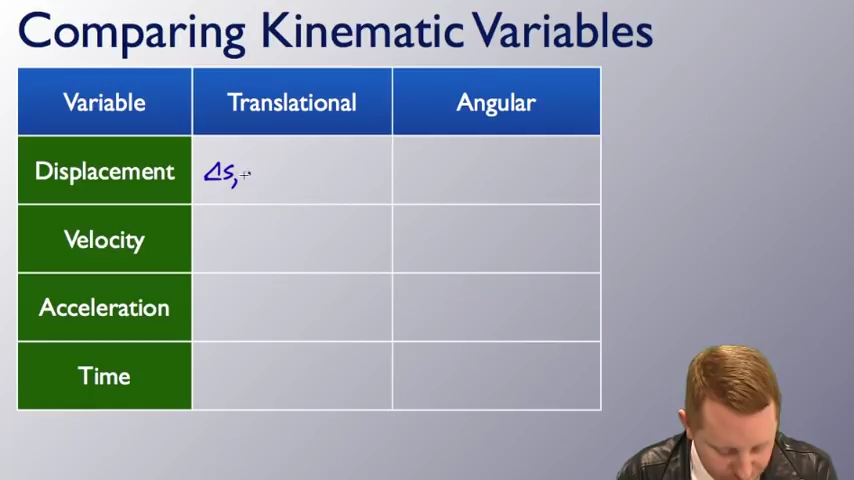 Comparing Kinematic Variables
Variable Translational Angular
Displacement Δs,
Velocity
Acceleration
Time